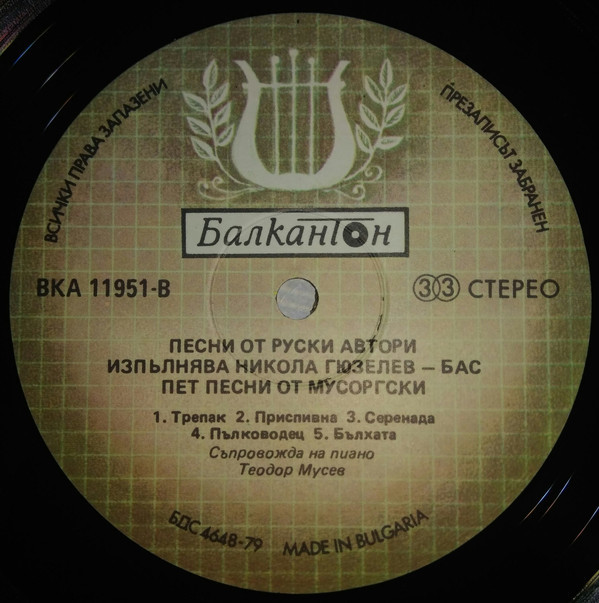 ВСИЧКИ ПРАВА ЗАПАЗЕНИ
ПРЕЗАПИСЪТ ЗАБРАНЕН
Балкантон
ВКА 11951-В
33 СТЕРЕО
ПЕСНИ ОТ РУСКИ АВТОРИ
ИЗПЪЛНЯВА НИКОЛА ГЮЗЕЛЕВ – БАС
ПЕТ ПЕСНИ ОТ МУСОРГСКИ
1. Трепак 2. Приспивна 3. Серенада
4. Пълководец 5. Бълхата
Съпровожда на пиано
Теодор Мусев
БДС 4648-79 MADE IN BULGARIA